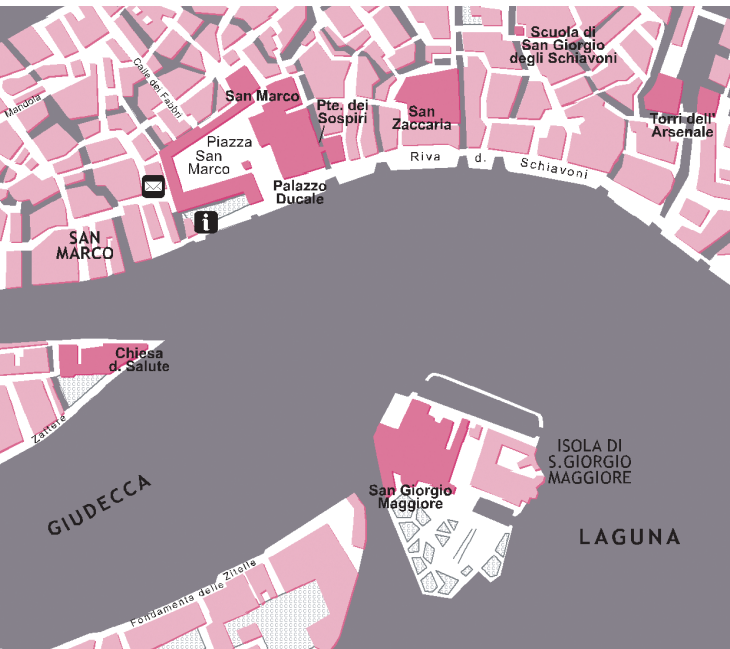 Scuola di
San Giorgio
degli Schiavoni
Calle dei Fabbri
Mandola
San Marco
Pte. dei
Sospiri
San
Zaccaria
Torri dell'
Arsenale
Piazza
San
Marco
Riva d. Schiavoni
Palazzo
Ducale
i
SAN
MARCO
Chiesa
d. Salute
Zattere
ISOLA DI
S.GIORGIO
MAGGIORE
San Giorgio
Maggiore
GIUDECCA
LAGUNA
Fondamenta delle Zitelle